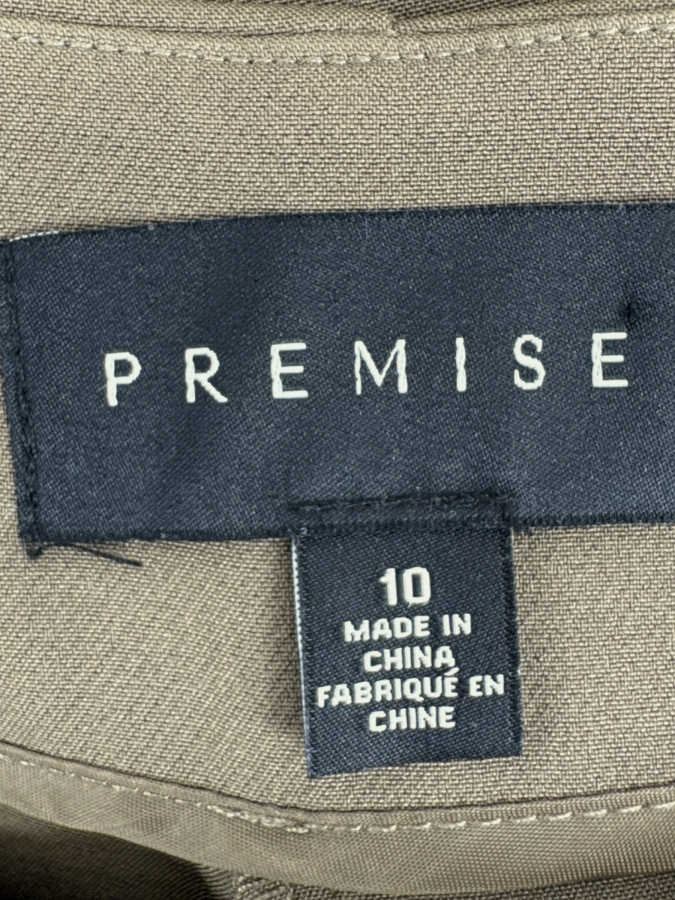 PREMISE
10
MADE IN
CHINA
FABRIQUÉ EN
CHINE